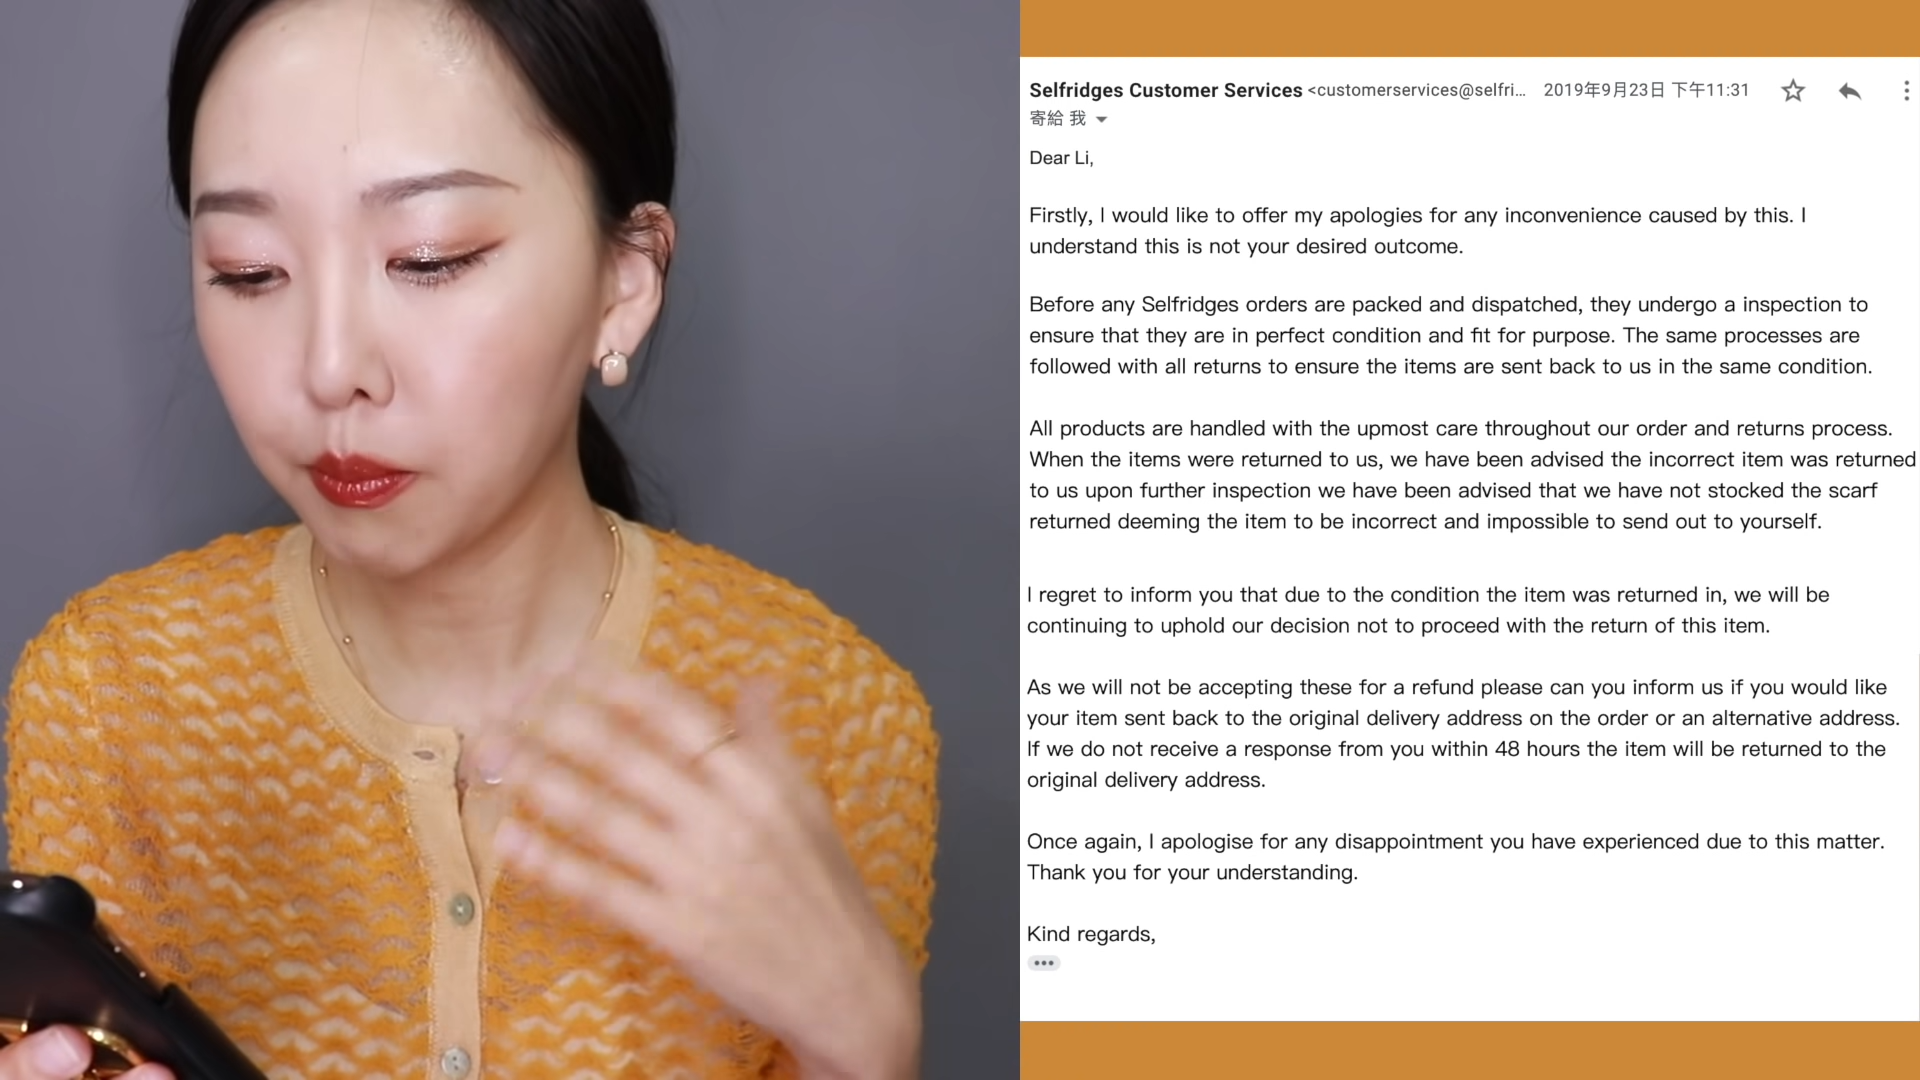 Selfridges Customer Services <customerservices@selfri... 2019年9月23日 下午11:31
寄給 我
Dear Li,
Firstly, I would like to offer my apologies for any inconvenience caused by this. I
understand this is not your desired outcome.
Before any Selfridges orders are packed and dispatched, they undergo a inspection to
ensure that they are in perfect condition and fit for purpose. The same processes are
followed with all returns to ensure the items are sent back to us in the same condition.
All products are handled with the upmost care throughout our order and returns process.
When the items were returned to us, we have been advised the incorrect item was returned
to us upon further inspection we have been advised that we have not stocked the scarf
returned deeming the item to be incorrect and impossible to send out to yourself.
I regret to inform you that due to the condition the item was returned in, we will be
continuing to uphold our decision not to proceed with the return of this item.
As we will not be accepting these for a refund please can you inform us if you would like
your item sent back to the original delivery address on the order or an alternative address.
If we do not receive a response from you within 48 hours the item will be returned to the
original delivery address.
Once again, I apologise for any disappointment you have experienced due to this matter.
Thank you for your understanding.
Kind regards,